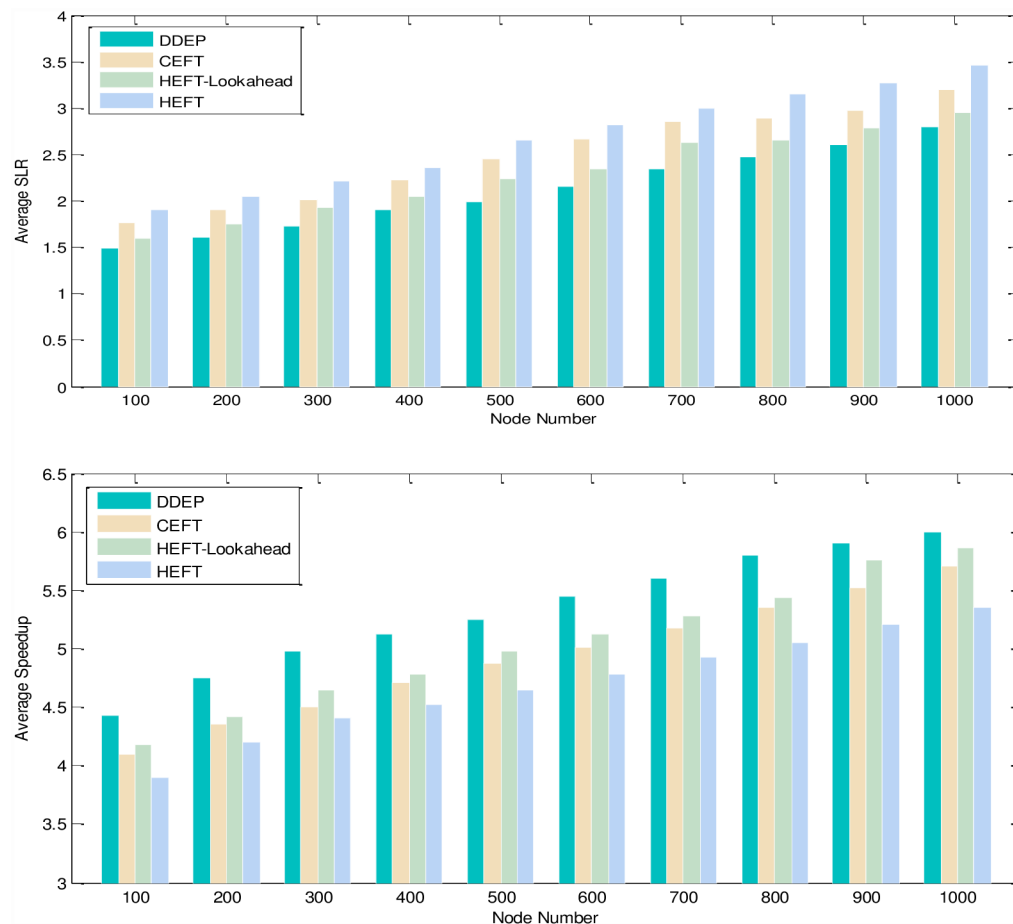 4
3.5
3
2.5
2
1.5
1
0.5
0
Average SLR
DDEP
CEFT
HEFT-Lookahead
HEFT
100 200 300 400 500 600 700 800 900 1000
Node Number
6.5
6
5.5
5
4.5
4
3.5
3
Average Speedup
DDEP
CEFT
HEFT-Lookahead
HEFT
100 200 300 400 500 600 700 800 900 1000
Node Number